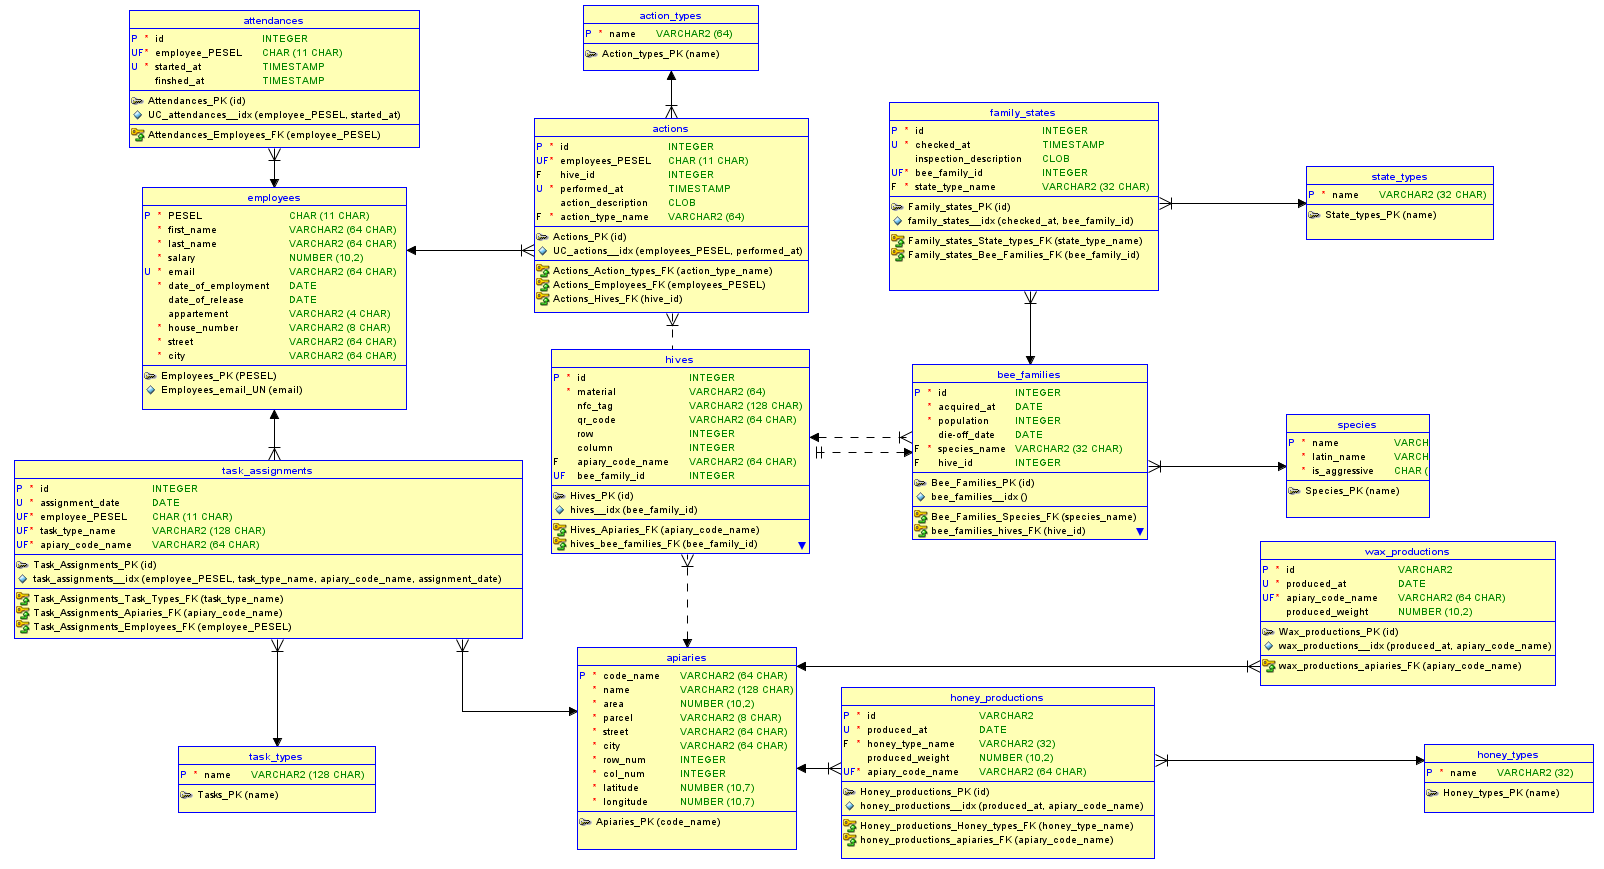 attendances
P * id INTEGER
UF* employee_PESEL CHAR (11 CHAR)
U * started_at TIMESTAMP
finshed_at TIMESTAMP
Attendances_PK (id)
UC_attendances__idx (employee_PESEL, started_at)
Attendances_Employees_FK (employee_PESEL)
action_types
P * name VARCHAR2 (64)
Action_types_PK (name)
actions
P * id INTEGER
UF* employees_PESEL CHAR (11 CHAR)
F hive_id INTEGER
U * performed_at TIMESTAMP
action_description CLOB
F * action_type_name VARCHAR2 (64)
Actions_PK (id)
UC_actions__idx (employees_PESEL, performed_at)
Actions_Action_types_FK (action_type_name)
Actions_Employees_FK (employees_PESEL)
Actions_Hives_FK (hive_id)
family_states
P * id INTEGER
U * checked_at TIMESTAMP
inspection_description CLOB
UF* bee_family_id INTEGER
F * state_type_name VARCHAR2 (32 CHAR)
Family_states_PK (id)
family_states__idx (checked_at, bee_family_id)
Family_states_State_types_FK (state_type_name)
Family_states_Bee_Families_FK (bee_family_id)
state_types
P * name VARCHAR2 (32 CHAR)
State_types_PK (name)
employees
P * PESEL CHAR (11 CHAR)
* first_name VARCHAR2 (64 CHAR)
* last_name VARCHAR2 (64 CHAR)
* salary NUMBER (10,2)
U * email VARCHAR2 (64 CHAR)
* date_of_employment DATE
date_of_release DATE
appartement VARCHAR2 (4 CHAR)
* house_number VARCHAR2 (8 CHAR)
* street VARCHAR2 (64 CHAR)
* city VARCHAR2 (64 CHAR)
Employees_PK (PESEL)
Employees_email_UN (email)
hives
P * id INTEGER
* material VARCHAR2 (64)
nfc_tag VARCHAR2 (128 CHAR)
qr_code VARCHAR2 (64 CHAR)
row INTEGER
column INTEGER
F apiary_code_name VARCHAR2 (64 CHAR)
UF bee_family_id INTEGER
Hives_PK (id)
hives__idx (bee_family_id)
Hives_Apiaries_FK (apiary_code_name)
hives_bee_families_FK (bee_family_id)
bee_families
P * id INTEGER
* acquired_at DATE
* population INTEGER
die-off_date DATE
F * species_name VARCHAR2 (32 CHAR)
F hive_id INTEGER
Bee_Families_PK (id)
bee_families__idx ()
Bee_Families_Species_FK (species_name)
bee_families_hives_FK (hive_id)
species
P * name VARCH
* latin_name VARCH
* is_aggressive CHAR (
Species_PK (name)
task_assignments
P * id INTEGER
U * assignment_date DATE
UF* employee_PESEL CHAR (11 CHAR)
UF* task_type_name VARCHAR2 (128 CHAR)
UF* apiary_code_name VARCHAR2 (64 CHAR)
Task_Assignments_PK (id)
task_assignments__idx (employee_PESEL, task_type_name, apiary_code_name, assignment_date)
Task_Assignments_Task_Types_FK (task_type_name)
Task_Assignments_Apiaries_FK (apiary_code_name)
Task_Assignments_Employees_FK (employee_PESEL)
wax_productions
P * id VARCHAR2
U * produced_at DATE
UF* apiary_code_name VARCHAR2 (64 CHAR)
produced_weight NUMBER (10,2)
Wax_productions_PK (id)
wax_productions__idx (produced_at, apiary_code_name)
wax_productions_apiaries_FK (apiary_code_name)
apiaries
P * code_name VARCHAR2 (64 CHAR)
* name VARCHAR2 (128 CHAR)
* area NUMBER (10,2)
* parcel VARCHAR2 (8 CHAR)
* street VARCHAR2 (64 CHAR)
* city VARCHAR2 (64 CHAR)
* row_num INTEGER
* col_num INTEGER
* latitude NUMBER (10,7)
* longitude NUMBER (10,7)
Apiaries_PK (code_name)
honey_productions
P * id VARCHAR2
U * produced_at DATE
F * honey_type_name VARCHAR2 (32)
produced_weight NUMBER (10,2)
UF* apiary_code_name VARCHAR2 (64 CHAR)
Honey_productions_PK (id)
honey_productions__idx (produced_at, apiary_code_name)
Honey_productions_Honey_types_FK (honey_type_name)
honey_productions_apiaries_FK (apiary_code_name)
honey_types
P * name VARCHAR2 (32)
Honey_types_PK (name)
task_types
P * name VARCHAR2 (128 CHAR)
Tasks_PK (name)